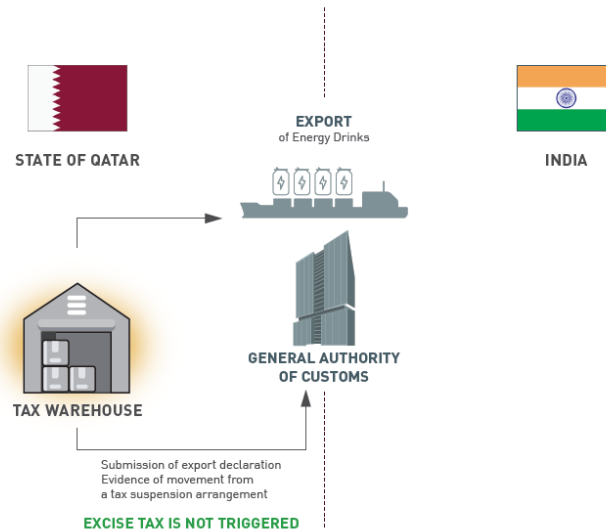 EXPORT
of Energy Drinks
STATE OF QATAR
INDIA
GENERAL AUTHORITY
OF CUSTOMS
TAX WAREHOUSE
Submission of export declaration
Evidence of movement from
a tax suspension arrangement
EXCISE TAX IS NOT TRIGGERED